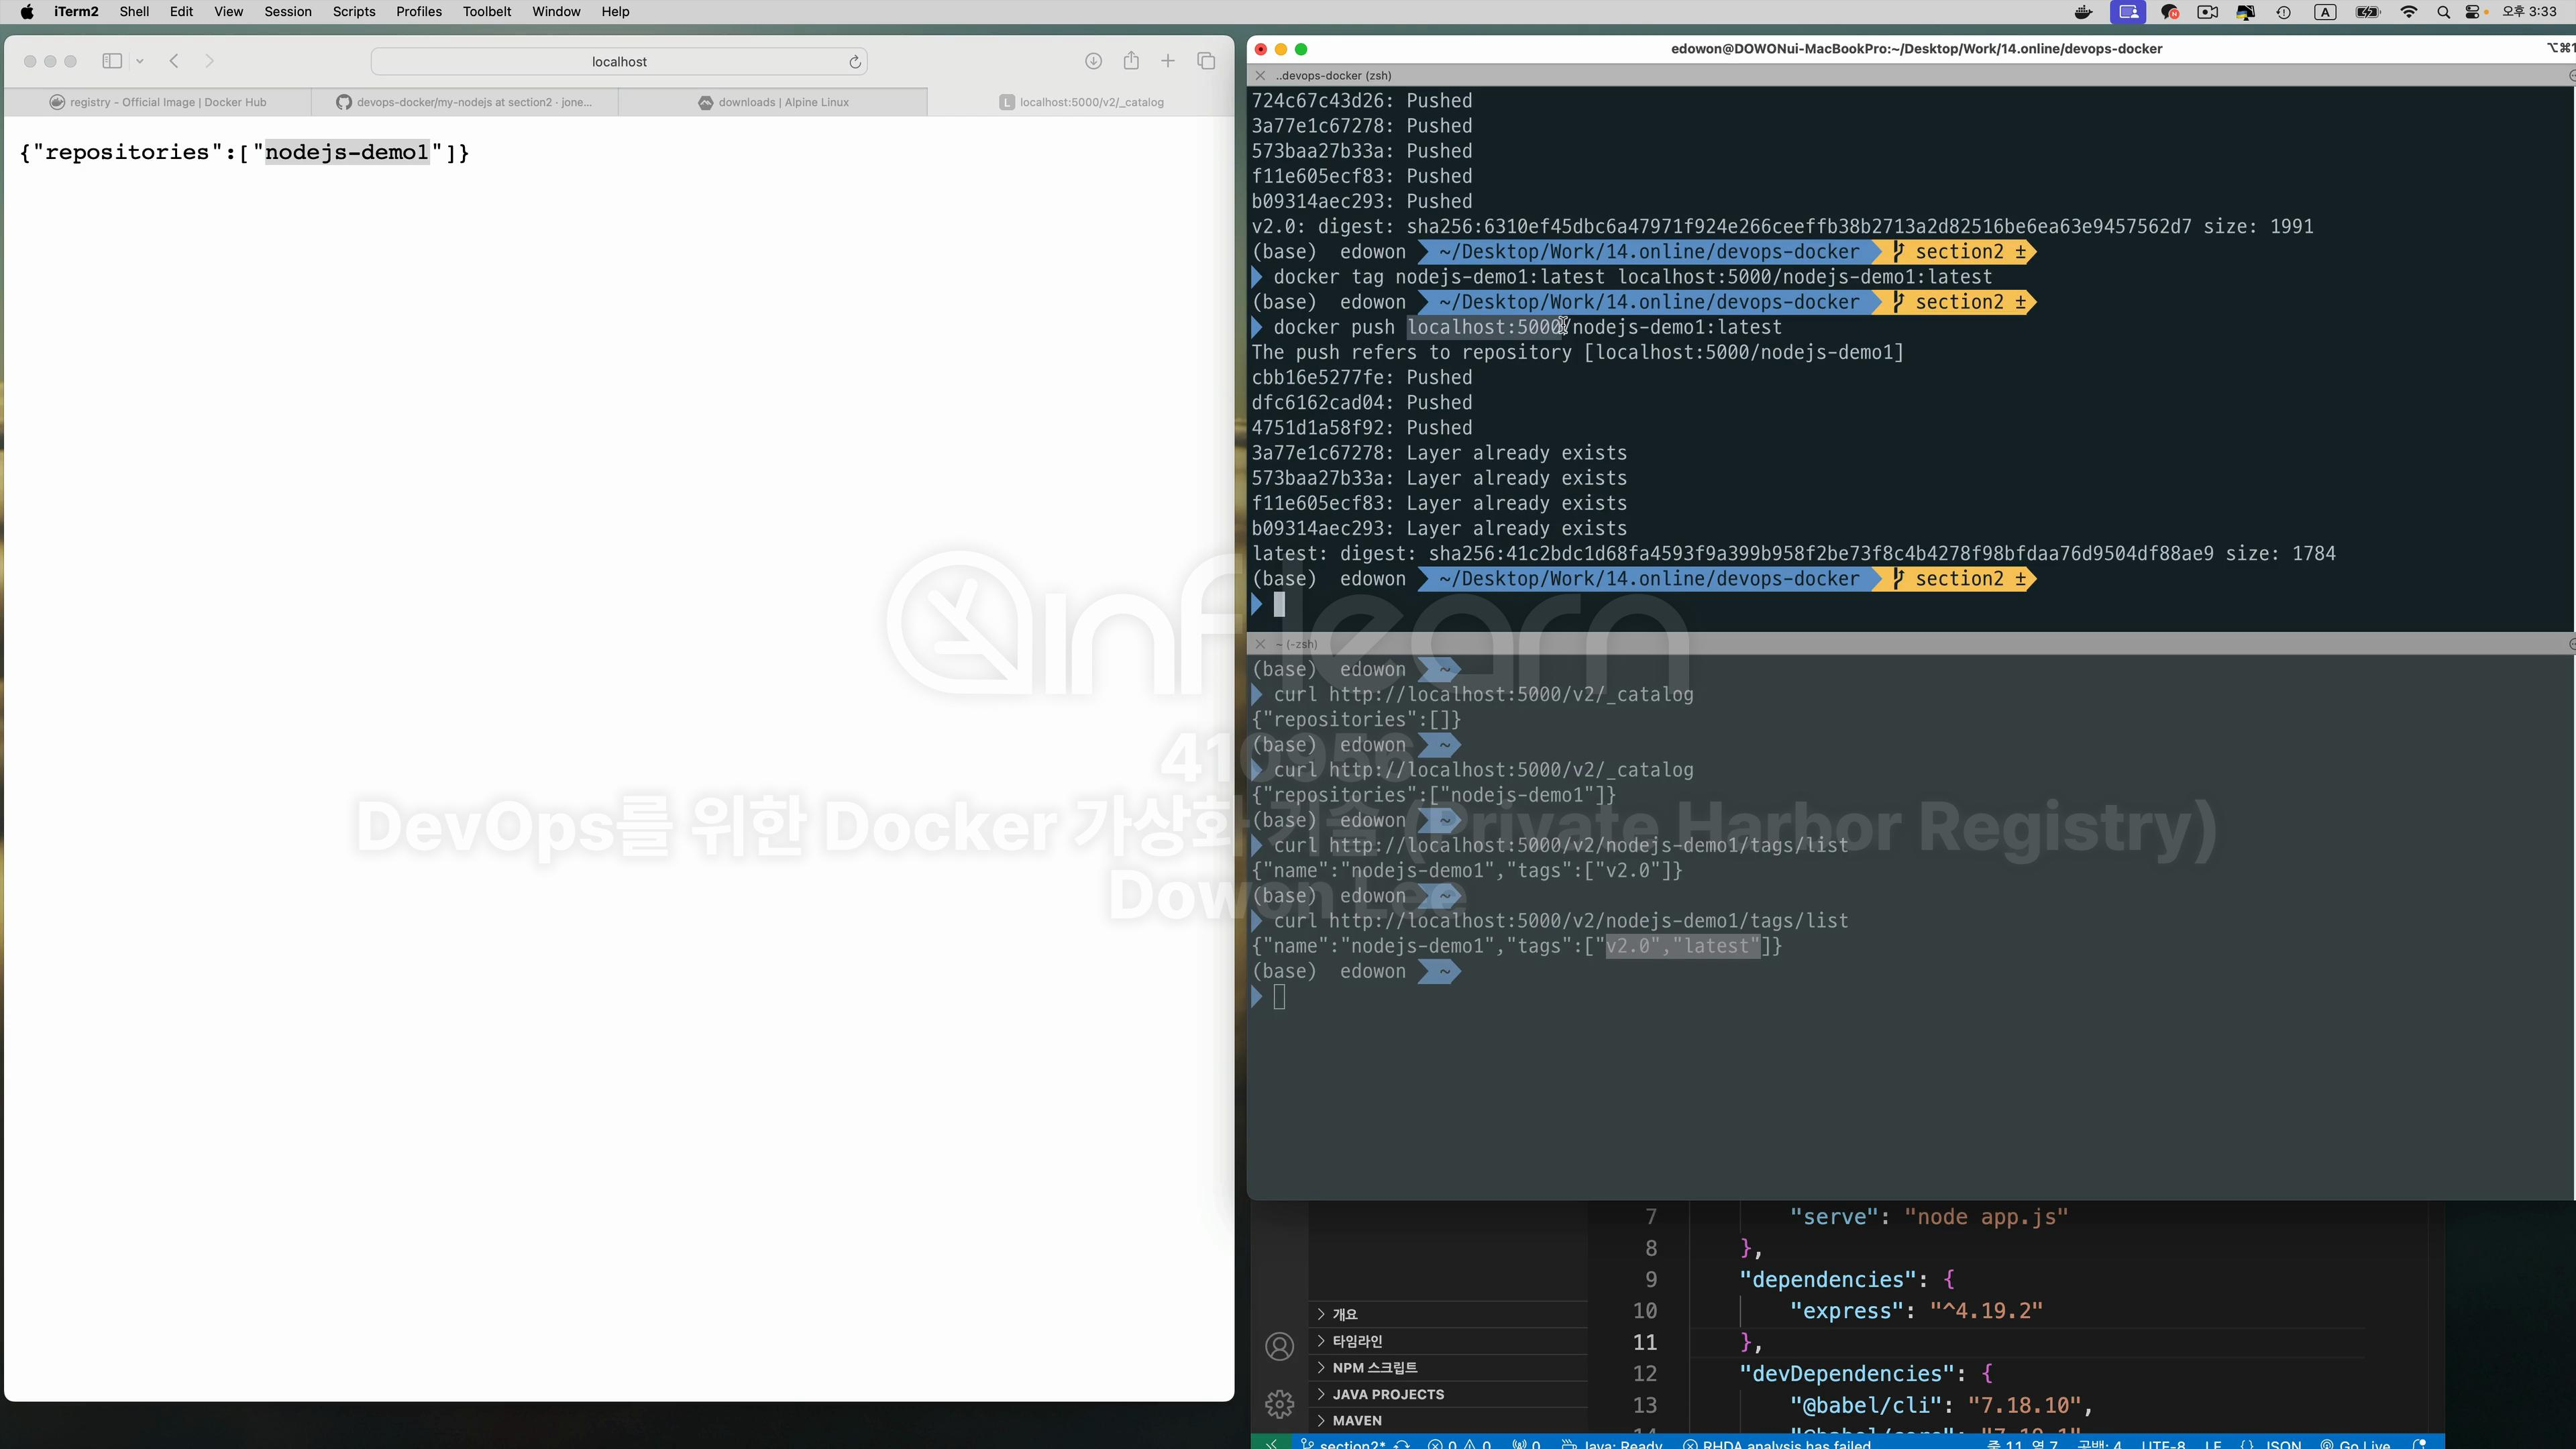 iTerm2 Shell Edit View Session Scripts Profiles Toolbelt Window Help
A 오후 3:33
localhost
registry - Official Image | Docker Hub
devops-docker/my-nodejs at section2 · jone...
downloads | Alpine Linux
L localhost:5000/v2/_catalog
{"repositories":["nodejs-demo1"]}
edowon@DOWONui-MacBookPro:~/Desktop/Work/14.online/devops-docker
..devops-docker (zsh)
724c67c43d26: Pushed
3a77e1c67278: Pushed
573baa27b33a: Pushed
f11e605ecf83: Pushed
b09314aec293: Pushed
v2.0: digest: sha256:6310ef45dbc6a47971f924e266ceeffb38b2713a2d82516be6ea63e9457562d7 size: 1991
(base) edowon ~/Desktop/Work/14.online/devops-docker section2 ±
docker tag nodejs-demo1:latest localhost:5000/nodejs-demo1:latest
(base) edowon ~/Desktop/Work/14.online/devops-docker section2 ±
docker push localhost:5000/nodejs-demo1:latest
The push refers to repository [localhost:5000/nodejs-demo1]
cbb16e5277fe: Pushed
dfc6162cad04: Pushed
4751d1a58f92: Pushed
3a77e1c67278: Layer already exists
573baa27b33a: Layer already exists
f11e605ecf83: Layer already exists
b09314aec293: Layer already exists
latest: digest: sha256:41c2bdc1d68fa4593f9a399b958f2be73f8c4b4278f98bfdaa76d9504df88ae9 size: 1784
(base) edowon ~/Desktop/Work/14.online/devops-docker section2 ±
~ (-zsh)
(base) edowon ~
curl http://localhost:5000/v2/_catalog
{"repositories":[]}
(base) edowon ~
curl http://localhost:5000/v2/_catalog
{"repositories":["nodejs-demo1"]}
(base) edowon ~
curl http://localhost:5000/v2/nodejs-demo1/tags/list
{"name":"nodejs-demo1","tags":["v2.0"]}
(base) edowon ~
curl http://localhost:5000/v2/nodejs-demo1/tags/list
{"name":"nodejs-demo1","tags":["v2.0","latest"]}
(base) edowon ~
inflearn
410956
DevOps를 위한 Docker 가상화 기술 (Private Harbor Registry)
Dowon Lee
개요
타임라인
NPM 스크립트
JAVA PROJECTS
MAVEN
7 "serve": "node app.js"
8 },
9 "dependencies": {
10 "express": "^4.19.2"
11 },
12 "devDependencies": {
13 "@babel/cli": "7.18.10",
section2* 0 0 0 Java: Ready RHDA analysis has failed 줄 11, 열 7 공백: 4 UTF-8 LF {} JSON Go Live